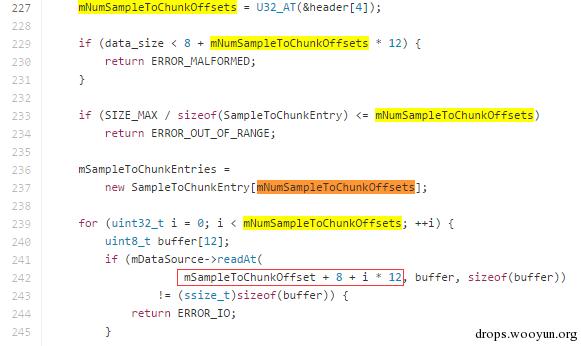 227 mNumSampleToChunkOffsets = U32_AT(&header[4]);
228
229 if (data_size < 8 + mNumSampleToChunkOffsets * 12) {
230 return ERROR_MALFORMED;
231 }
232
233 if (SIZE_MAX / sizeof(SampleToChunkEntry) <= mNumSampleToChunkOffsets)
234 return ERROR_OUT_OF_RANGE;
235
236 mSampleToChunkEntries =
237 new SampleToChunkEntry[mNumSampleToChunkOffsets];
238
239 for (uint32_t i = 0; i < mNumSampleToChunkOffsets; ++i) {
240 uint8_t buffer[12];
241 if (mDataSource->readAt(
242 mSampleToChunkOffset + 8 + i * 12, buffer, sizeof(buffer))
243 != (ssize_t)sizeof(buffer)) {
244 return ERROR_IO;
245 }
drops.wooyun.org